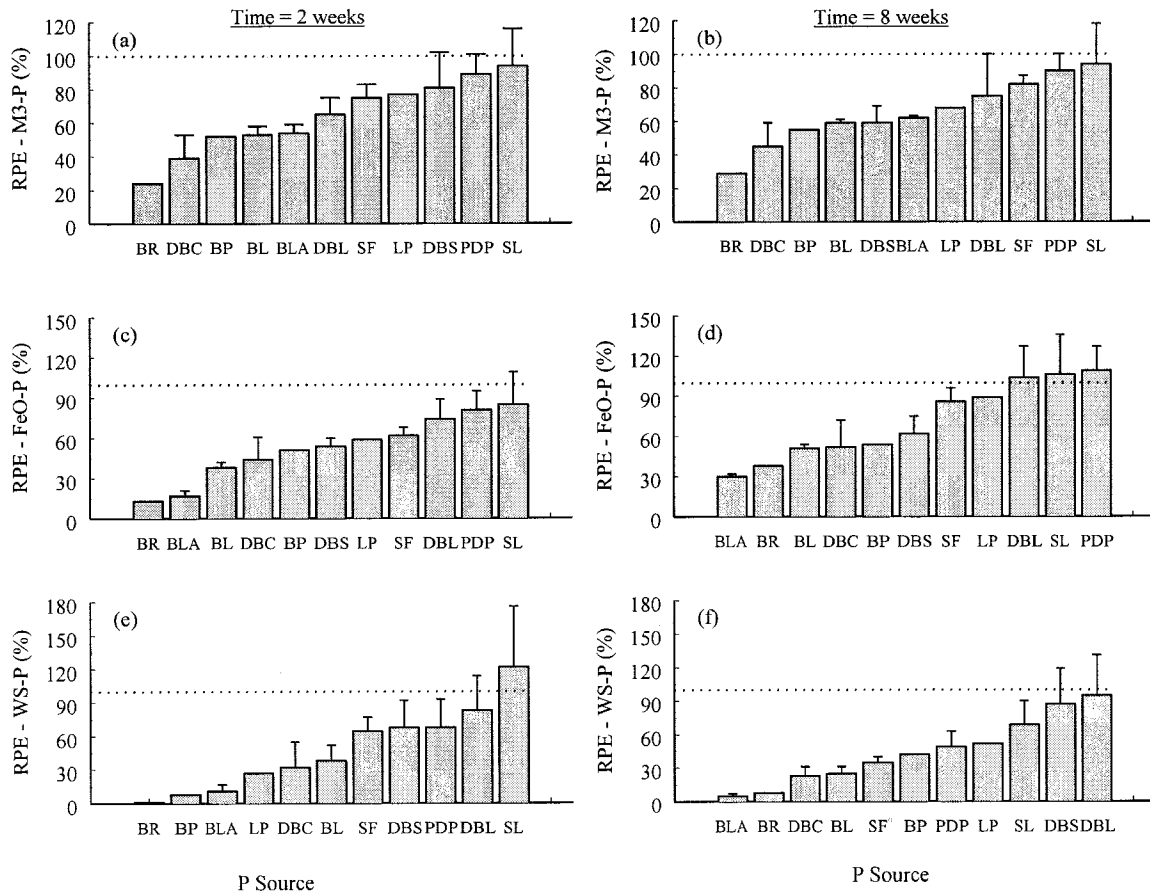 Time = 2 weeks
(a)
RPE - M3-P (%)
120
100
80
60
40
20
0
BR DBC BP BL BLA DBL SF LP DBS PDP SL
Time = 8 weeks
(b)
RPE - M3-P (%)
120
100
80
60
40
20
0
BR DBC BP BL DBS BLA LP DBL SF PDP SL
(c)
RPE - FeO-P (%)
150
120
90
60
30
0
BR BLA BL DBC BP DBS LP SF DBL PDP SL
(d)
RPE - FeO-P (%)
150
120
90
60
30
0
BLA BR BL DBC BP DBS SF LP DBL SL PDP
(e)
RPE - WS-P (%)
180
150
120
90
60
30
0
BR BP BLA LP DBC BL SF DBS PDP DBL SL
P Source
(f)
RPE - WS-P (%)
180
150
120
90
60
30
0
BLA BR DBC BL SF BP PDP LP SL DBS DBL
P Source